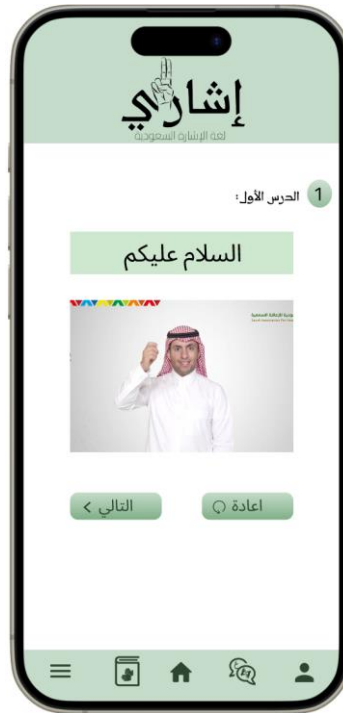 إشاري
لغة الإشارة السعودية
1 الدرس الأول:
السلام عليكم
اعادة
التالي